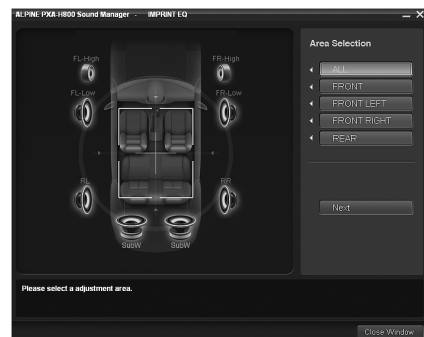 ALPINE PXA-H800 Sound Manager - IMPRINT EQ
FL-High FR-High
FL-Low FR-Low
RL RR
SubW SubW
Area Selection
ALL
FRONT
FRONT LEFT
FRONT RIGHT
REAR
Next
Please select a adjustment area.
Close Window